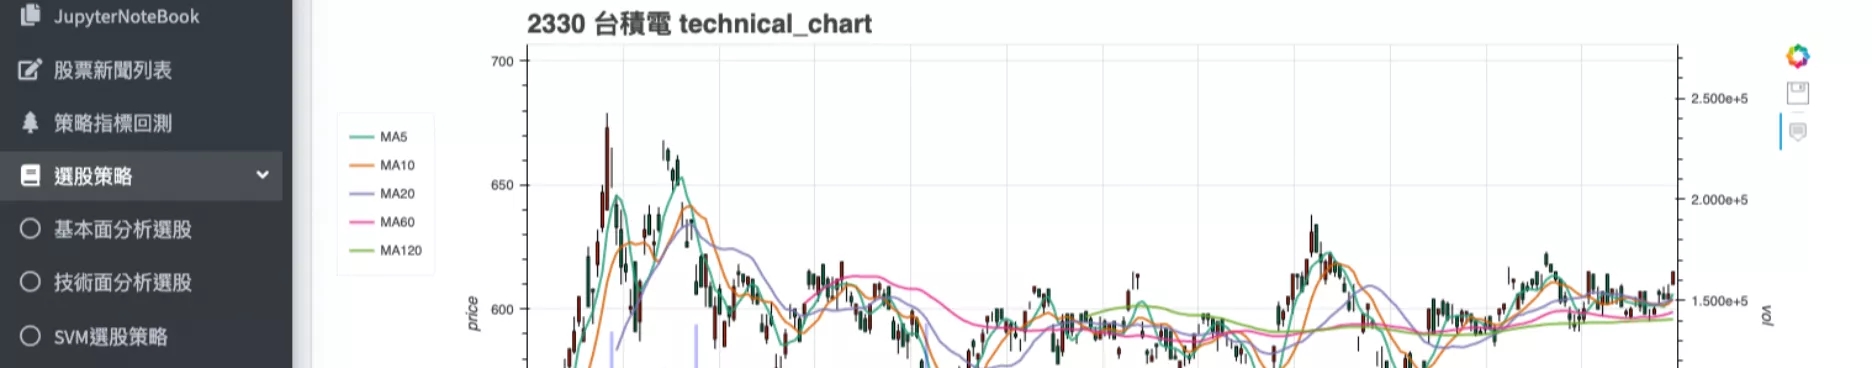 JupyterNoteBook
股票新聞列表
策略指標回測
選股策略
基本面分析選股
技術面分析選股
SVM選股策略
2330 台積電 technical_chart
MA5
MA10
MA20
MA60
MA120
700
650
600
price
2.500e+5
2.000e+5
1.500e+5
vol